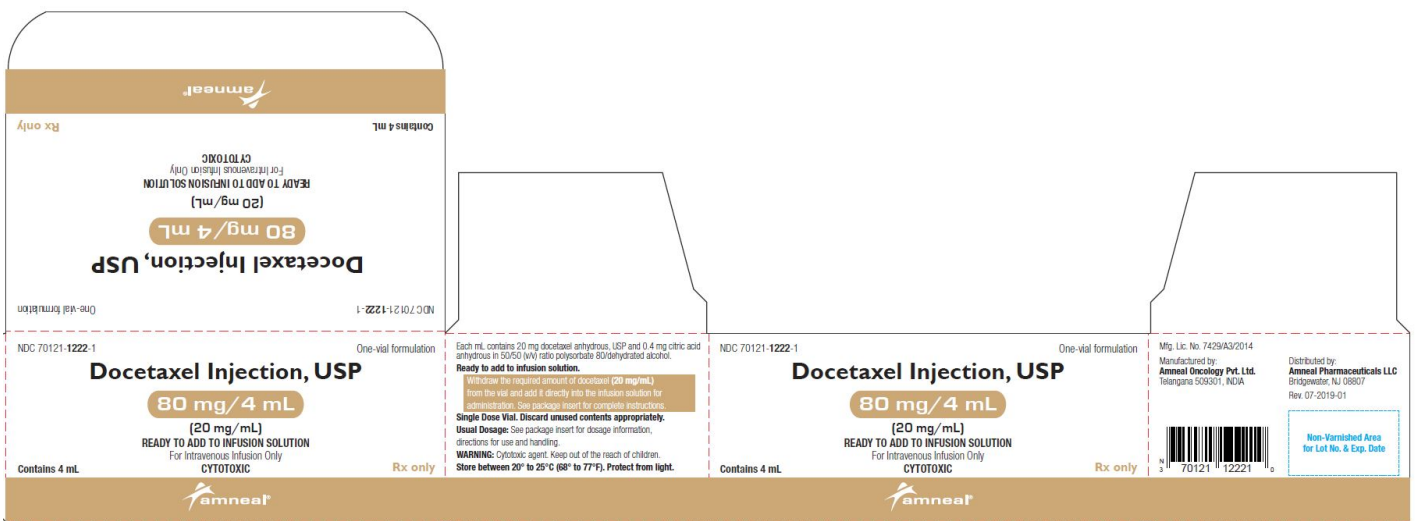 amneal®
Rx only
Contains 4 mL
CYTOTOXIC
For Intravenous Infusion Only
READY TO ADD TO INFUSION SOLUTION
(20 mg/mL)
80 mg/4 mL
Docetaxel Injection, USP
One-vial formulation
NDC 70121-1222-1
NDC 70121-1222-1
One-vial formulation
Docetaxel Injection, USP
80 mg/4 mL
(20 mg/mL)
READY TO ADD TO INFUSION SOLUTION
For Intravenous Infusion Only
Contains 4 mL
CYTOTOXIC
Rx only
amneal®
Each mL contains 20 mg docetaxel anhydrous, USP and 0.4 mg citric acid
anhydrous in 50/50 (v/v) ratio polysorbate 80/dehydrated alcohol.
Ready to add to infusion solution.
Withdraw the required amount of docetaxel (20 mg/mL)
from the vial and add it directly into the infusion solution for
administration. See package insert for complete instructions.
Single Dose Vial. Discard unused contents appropriately.
Usual Dosage: See package insert for dosage information,
directions for use and handling.
WARNING: Cytotoxic agent. Keep out of the reach of children.
Store between 20° to 25°C (68° to 77°F). Protect from light.
NDC 70121-1222-1
One-vial formulation
Docetaxel Injection, USP
80 mg/4 mL
(20 mg/mL)
READY TO ADD TO INFUSION SOLUTION
For Intravenous Infusion Only
Contains 4 mL
CYTOTOXIC
Rx only
amneal®
Mfg. Lic. No. 7429/A3/2014
Manufactured by:
Amneal Oncology Pvt. Ltd.
Telangana 509301, INDIA
Distributed by:
Amneal Pharmaceuticals LLC
Bridgewater, NJ 08807
Rev. 07-2019-01
N
3 70121 12221 0
Non-Varnished Area
for Lot No. & Exp. Date